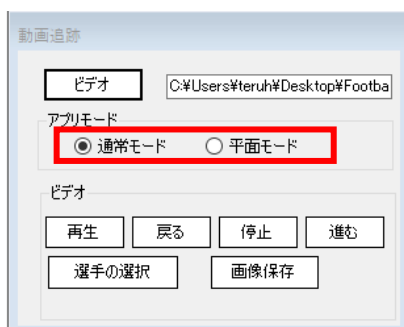 動画追跡
ビデオ C:¥Users¥teruh¥Desktop¥Footba
アプリモード
通常モード 平面モード
ビデオ
再生 戻る 停止 進む
選手の選択 画像保存